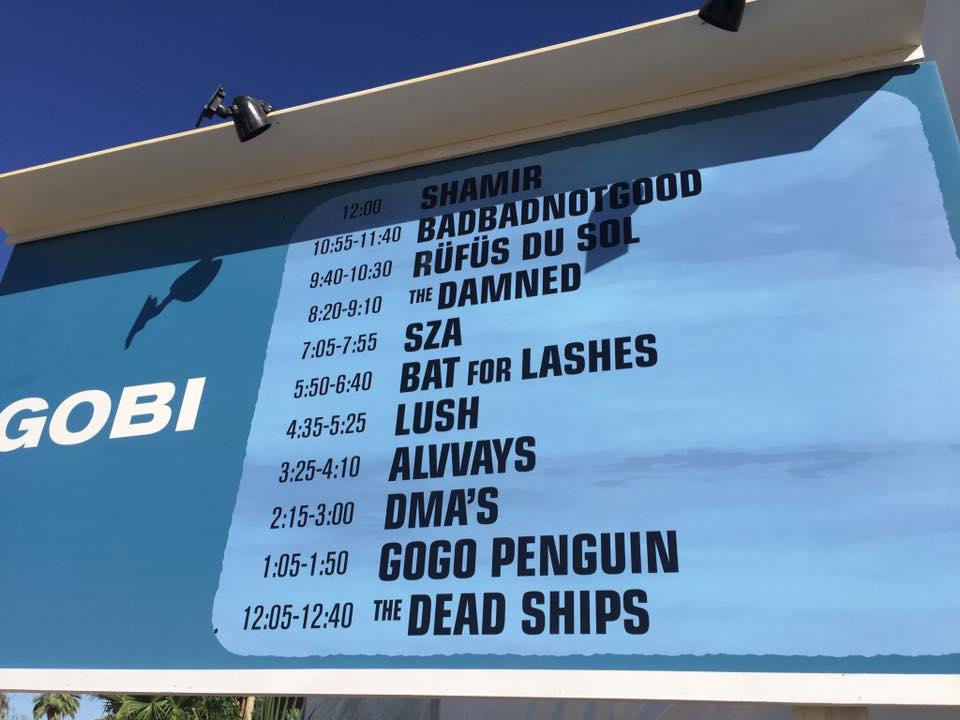 GOBI
12:00 SHAMIR
10:55-11:40 BADBADNOTGOOD
9:40-10:30 RÜFÜS DU SOL
8:20-9:10 THE DAMNED
7:05-7:55 SZA
5:50-6:40 BAT FOR LASHES
4:35-5:25 LUSH
3:25-4:10 ALVVAYS
2:15-3:00 DMA'S
1:05-1:50 GOGO PENGUIN
12:05-12:40 THE DEAD SHIPS